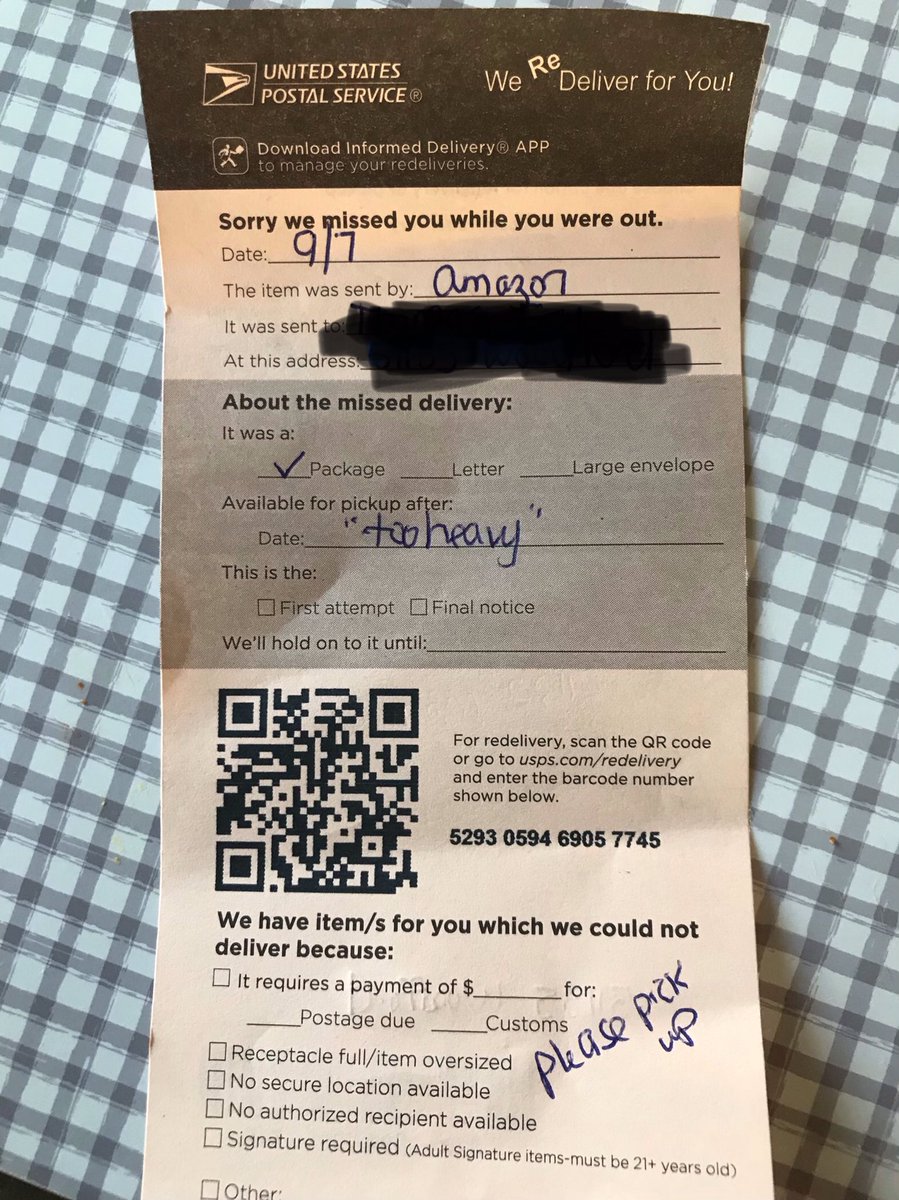 UNITED STATES
POSTAL SERVICE®
We Re Deliver for You!
Download Informed Delivery® APP
to manage your redeliveries.
Sorry we missed you while you were out.
Date: 9/7
The item was sent by: amazon
It was sent to:
At this address:
About the missed delivery:
It was a:
✓ Package ____Letter ____Large envelope
Available for pickup after:
Date: "too heavy"
This is the:
☐ First attempt ☐ Final notice
We'll hold on to it until:
For redelivery, scan the QR code
or go to usps.com/redelivery
and enter the barcode number
shown below.
5293 0594 6905 7745
We have item/s for you which we could not
deliver because:
☐ It requires a payment of $________ for:
____Postage due ____Customs
☐ Receptacle full/item oversized
☐ No secure location available
☐ No authorized recipient available
☐ Signature required (Adult Signature items-must be 21+ years old)
☐ Other:
please pick
up